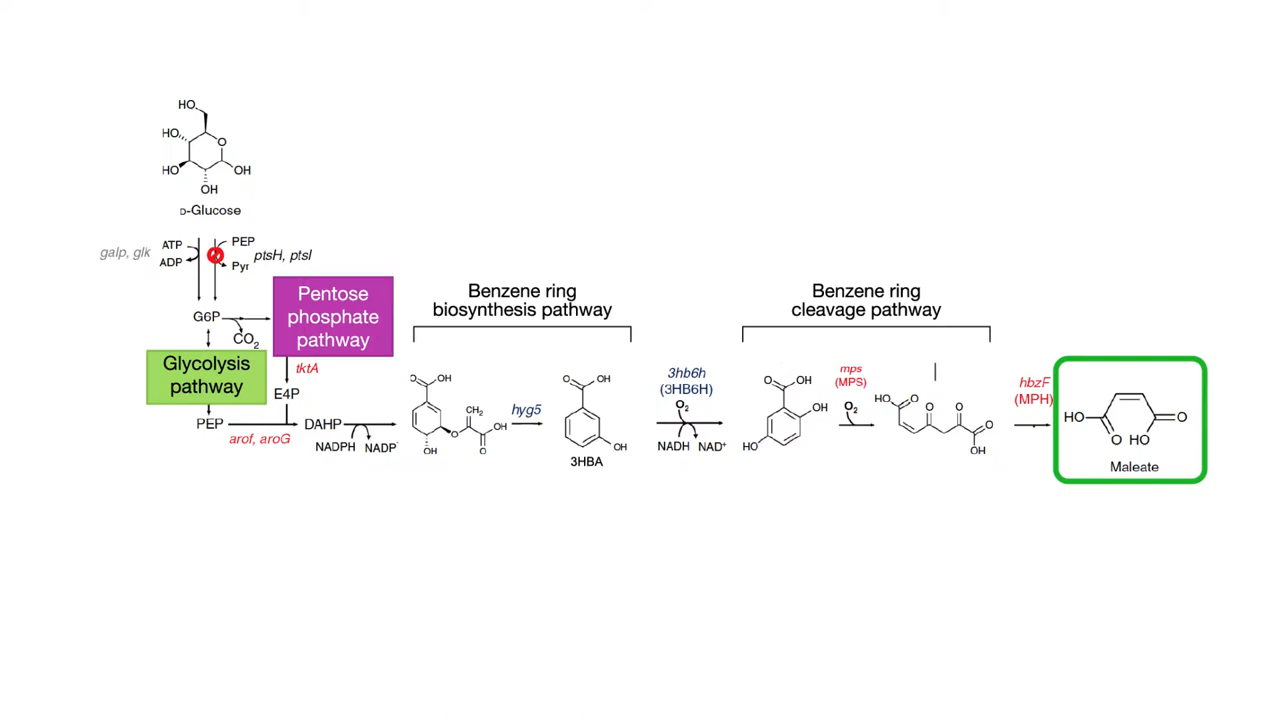 HO
HO
O
HO
OH
OH
D-Glucose
galp, glk
ATP
ADP
PEP
Pyr
ptsH, ptsI
G6P
CO2
Pentose
phosphate
pathway
Glycolysis
pathway
tktA
E4P
PEP
arof, aroG
DAHP
NADPH
NADP-
Benzene ring
biosynthesis pathway
O
OH
CH2
O
OH
O
OH
hyg5
O
OH
OH
3HBA
3hb6h
(3HB6H)
O2
NADH
NAD+
Benzene ring
cleavage pathway
O
OH
OH
HO
mps
(MPS)
O2
HO
O
O
O
O
OH
hbzF
(MPH)
HO
O
HO
O
Maleate